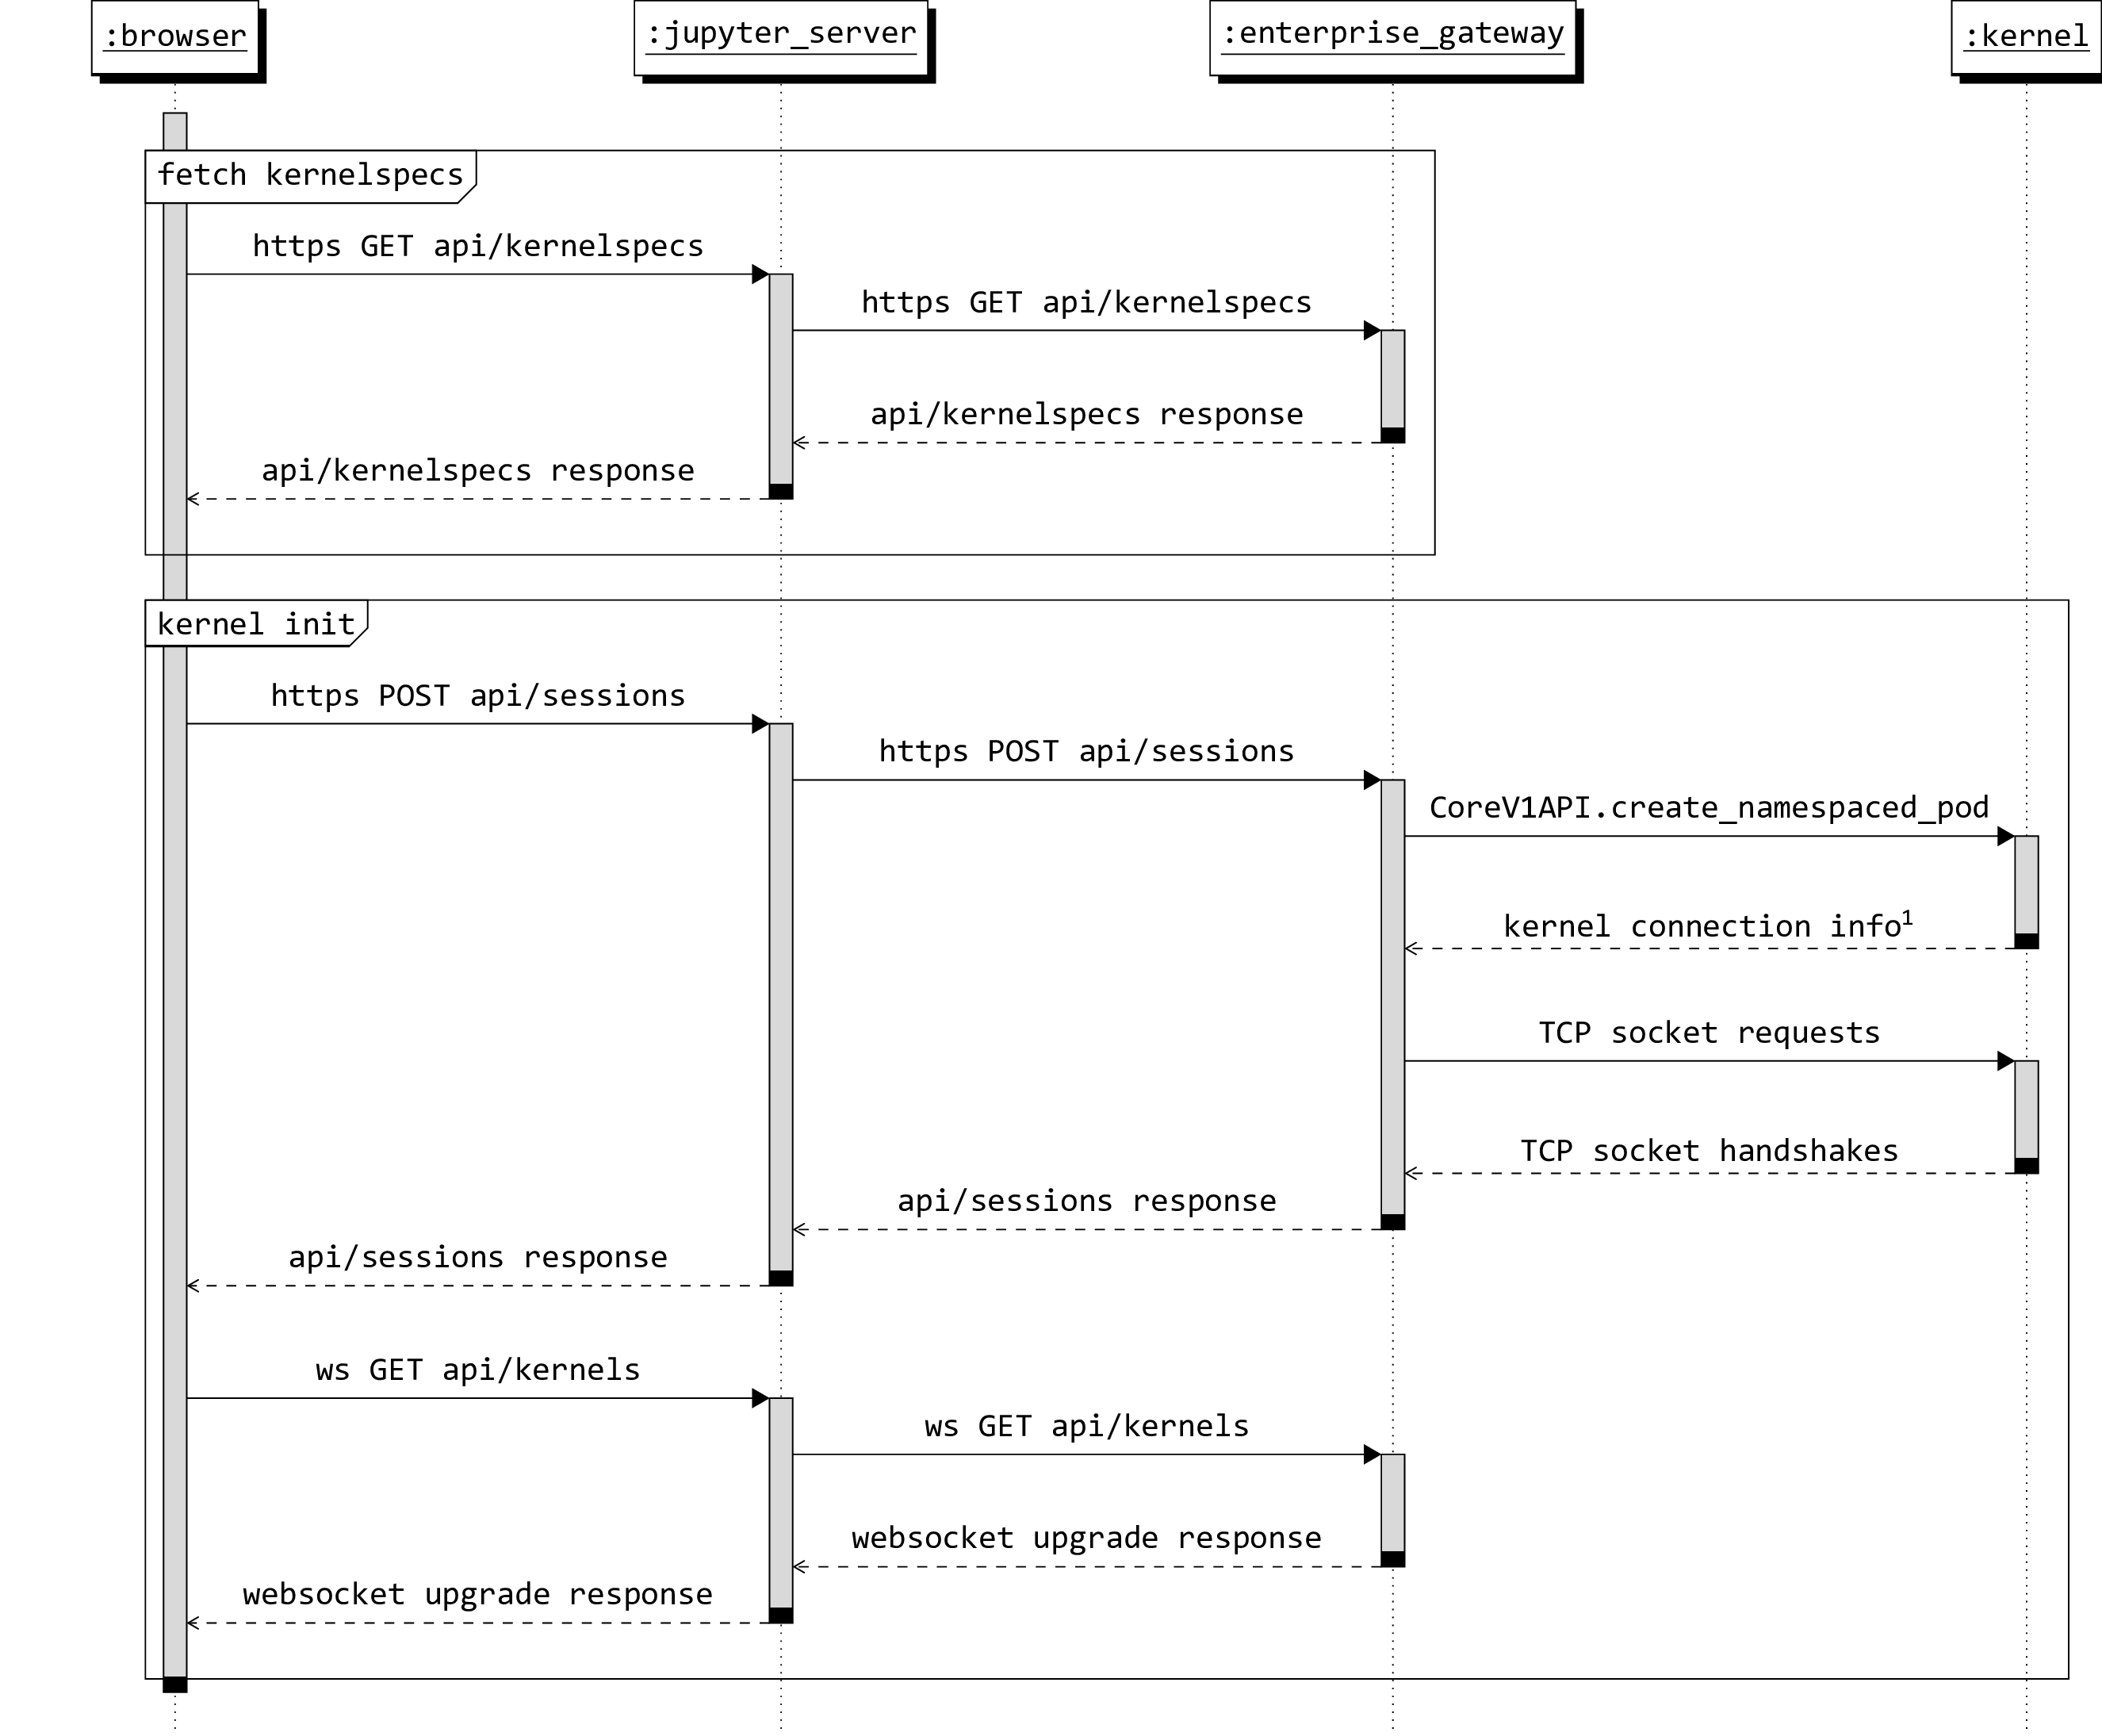 :browser
:jupyter_server
:enterprise_gateway
:kernel
fetch kernelspecs
https GET api/kernelspecs
https GET api/kernelspecs
api/kernelspecs response
api/kernelspecs response
kernel init
https POST api/sessions
https POST api/sessions
CoreV1API.create_namespaced_pod
kernel connection info¹
TCP socket requests
TCP socket handshakes
api/sessions response
api/sessions response
ws GET api/kernels
ws GET api/kernels
websocket upgrade response
websocket upgrade response